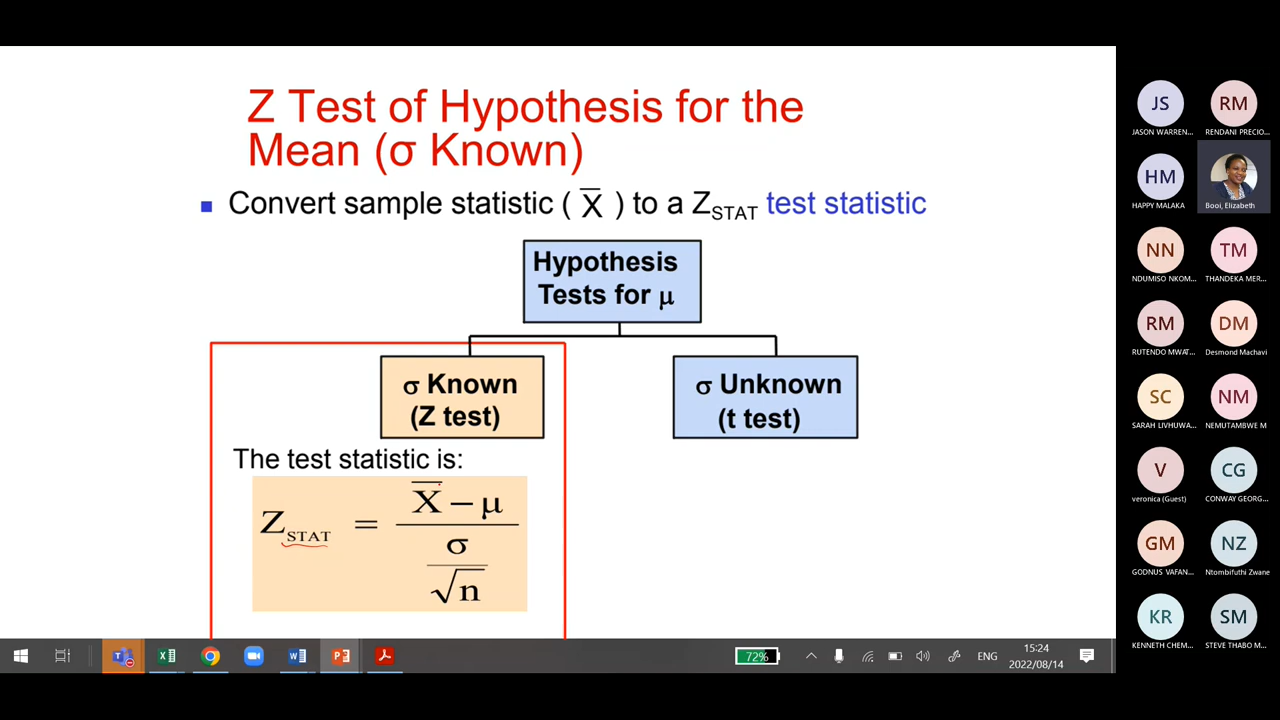 Z Test of Hypothesis for the
Mean (σ Known)
Convert sample statistic ( X̅ ) to a ZSTAT test statistic
Hypothesis
Tests for μ
σ Known
(Z test)
σ Unknown
(t test)
The test statistic is:
ZSTAT = X̅ − μ
σ
√n
72%
ENG
15:24
2022/08/14
JS
JASON WARREN...
RM
RENDANI PRECIO...
HM
HAPPY MALAKA
Booi, Elizabeth
NN
NDUMISO NKOM...
TM
THANDEKA MER...
RM
RUTENDO MWAT...
DM
Desmond Machavi
SC
SARAH LIVHUWA...
NM
NEMUTAMBWE M
V
veronica (Guest)
CG
CONWAY GEORG...
GM
GODNUS VAFAN...
NZ
Ntombifuthi Zwane
KR
KENNETH CHEM...
SM
STEVE THABO M...